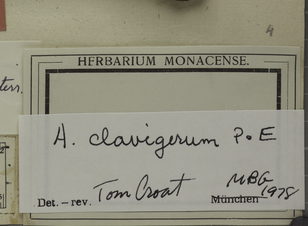 HERBARIUM MONACENSE.
A. clavigerum P. & E
Det. – rev. Tom Croat MBG 1978
München